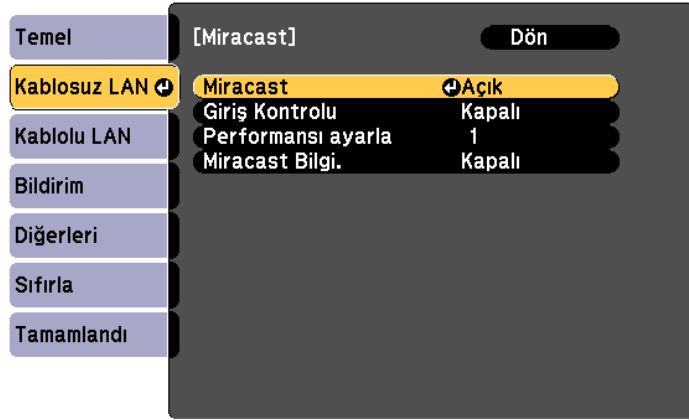 Temel
Kablosuz LAN
Kablolu LAN
Bildirim
Diğerleri
Sıfırla
Tamamlandı
[Miracast] Dön
Miracast Açık
Giriş Kontrolu Kapalı
Performansı ayarla 1
Miracast Bilgi. Kapalı